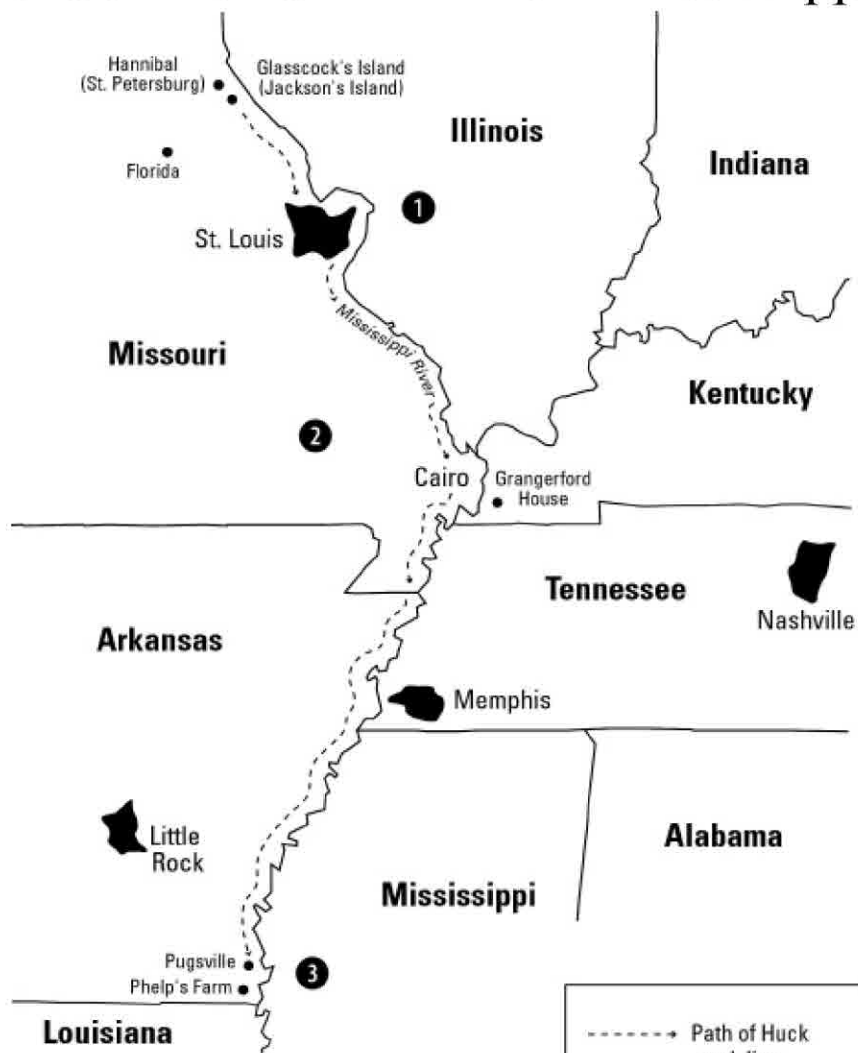 Hannibal
(St. Petersburg)
Glasscock's Island
(Jackson's Island)
Illinois
Indiana
Florida
1
St. Louis
Mississippi River
Missouri
Kentucky
2
Cairo
Grangerford
House
Tennessee
Nashville
Arkansas
Memphis
Little
Rock
Alabama
Mississippi
Pugsville
3
Phelp's Farm
Louisiana
Path of Huck